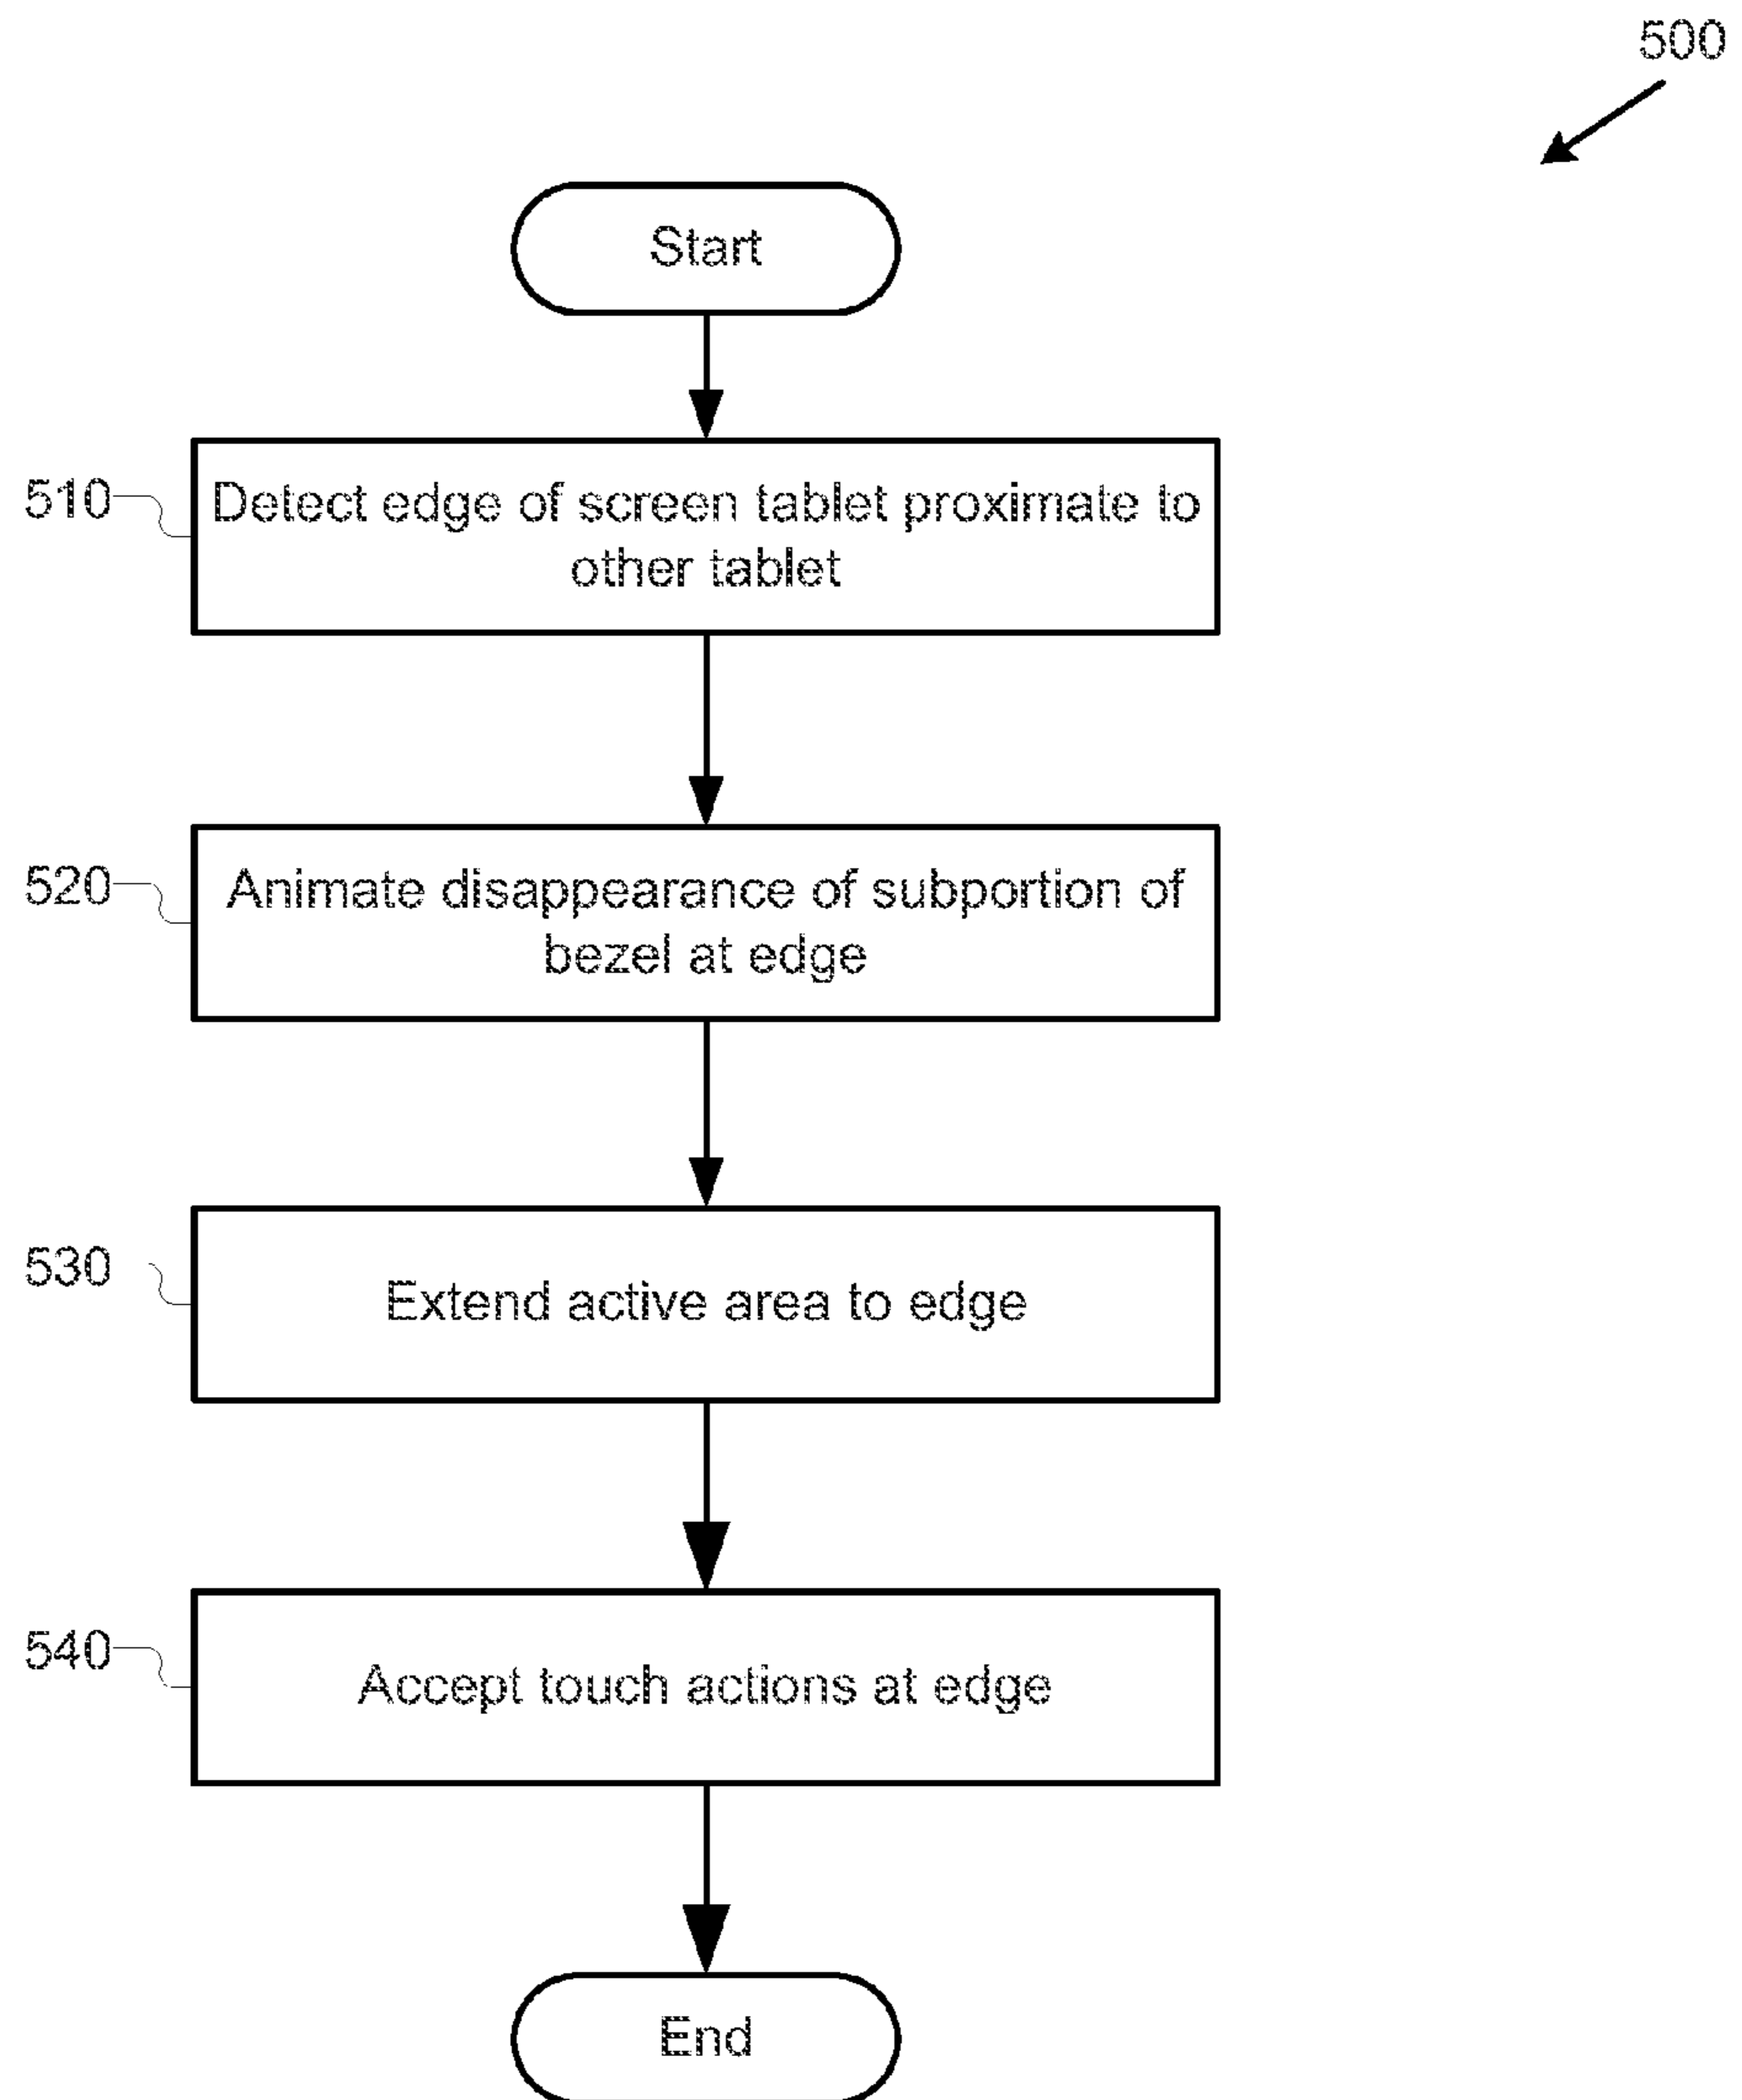 500
Start
510
Detect edge of screen tablet proximate to
other tablet
520
Animate disappearance of subportion of
bezel at edge
530
Extend active area to edge
540
Accept touch actions at edge
End